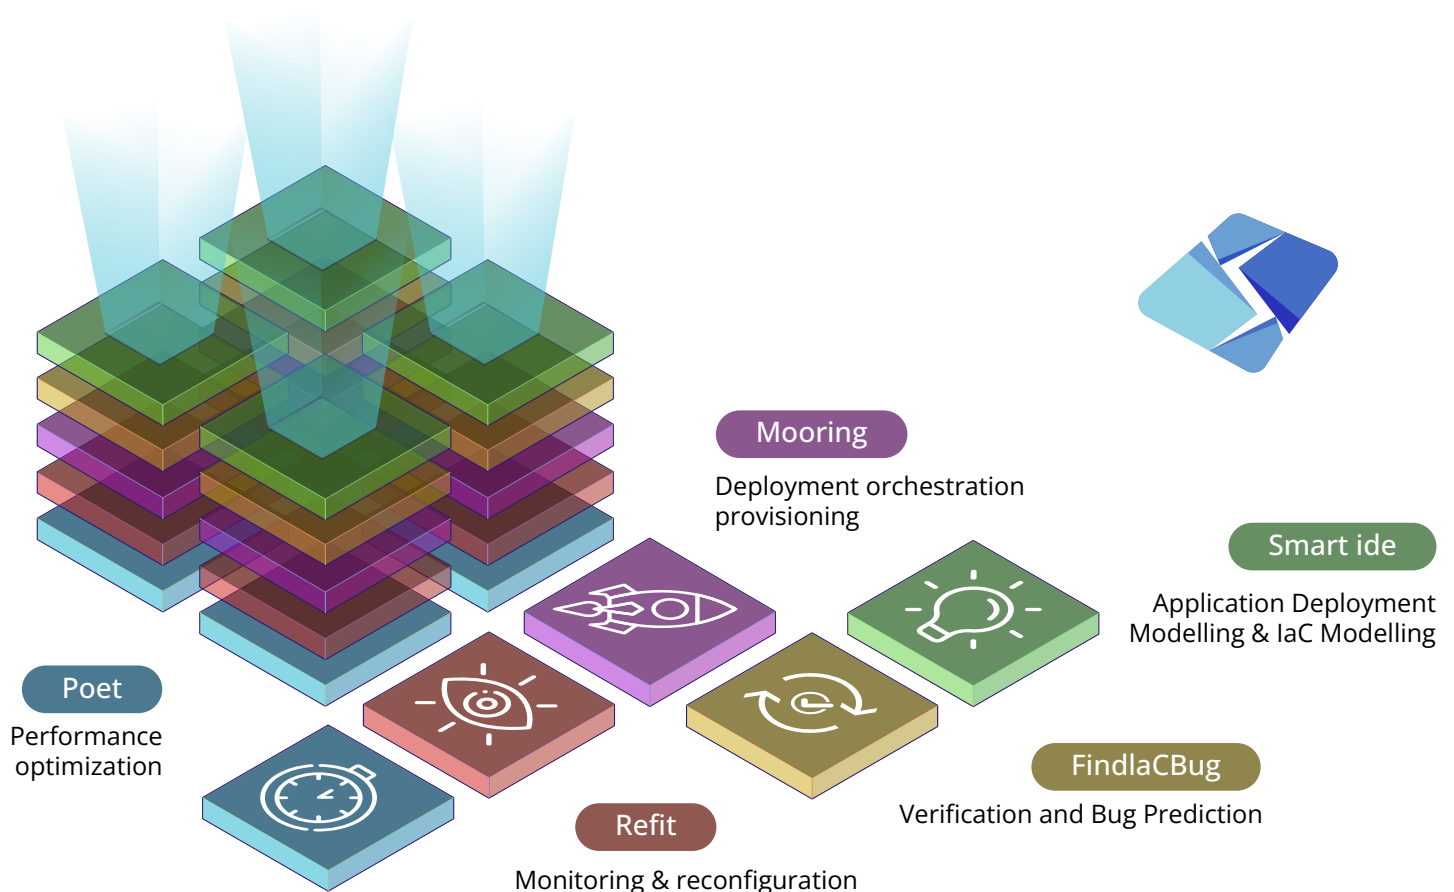 Mooring
Deployment orchestration
provisioning
Smart ide
Application Deployment
Modelling & IaC Modelling
Poet
Performance
optimization
FindIaCBug
Verification and Bug Prediction
Refit
Monitoring & reconfiguration